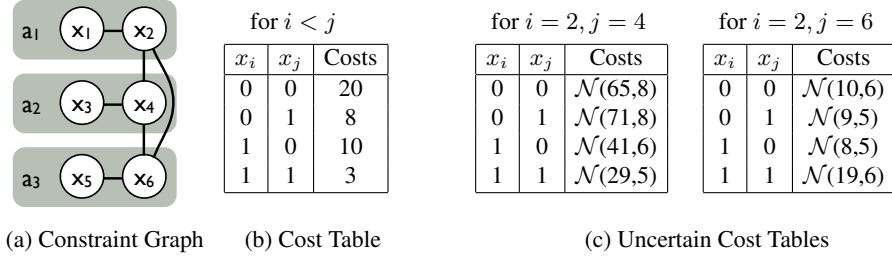 a1 x1 x2
a2 x3 x4
a3 x5 x6
(a) Constraint Graph
for i < j
xi xj Costs
0 0 20
0 1 8
1 0 10
1 1 3
(b) Cost Table
for i = 2, j = 4
xi xj Costs
0 0 N(65,8)
0 1 N(71,8)
1 0 N(41,6)
1 1 N(29,5)
for i = 2, j = 6
xi xj Costs
0 0 N(10,6)
0 1 N(9,5)
1 0 N(8,5)
1 1 N(19,6)
(c) Uncertain Cost Tables